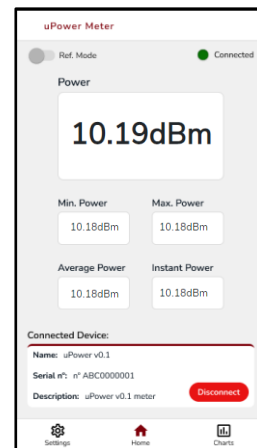 uPower Meter
Ref. Mode Connected
Power
10.19dBm
Min. Power Max. Power
10.18dBm 10.18dBm
Average Power Instant Power
10.18dBm 10.18dBm
Connected Device:
Name: uPower v0.1
Serial nº: nº ABC0000001
Description: uPower v0.1 meter Disconnect
Settings Home Charts